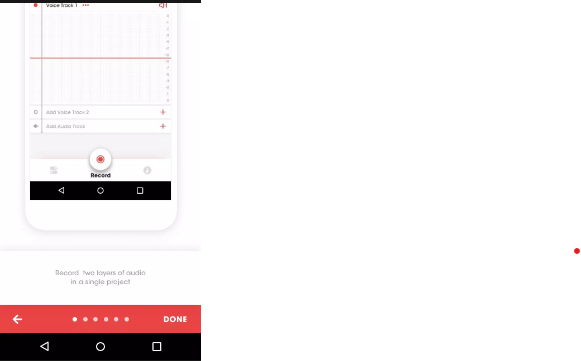 Voice Track 1
Add Voice Track 2
Add Audio Track
Record
Record two layers of audio
in a single project
DONE